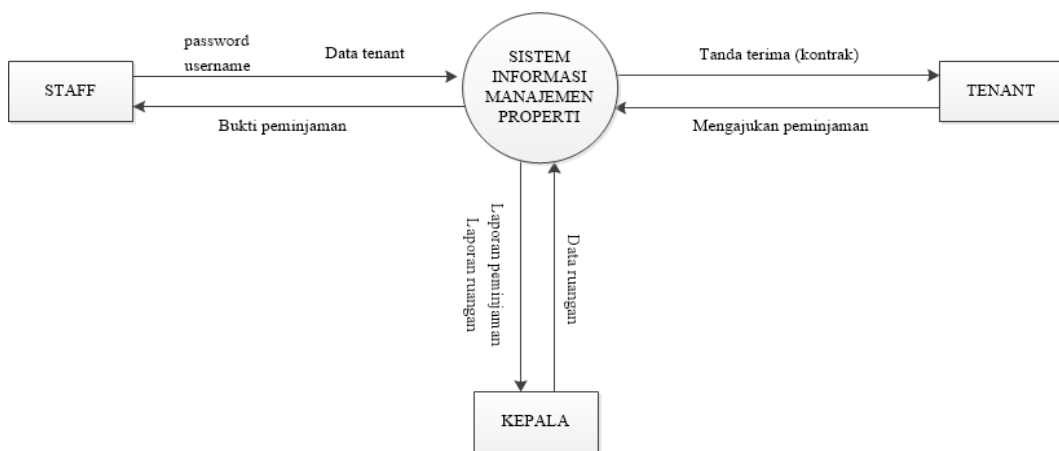 password
username
Data tenant
STAFF
Bukti peminjaman
SISTEM
INFORMASI
MANAJEMEN
PROPERTI
Tanda terima (kontrak)
TENANT
Mengajukan peminjaman
Laporan peminjaman
Laporan ruangan
Data ruangan
KEPALA